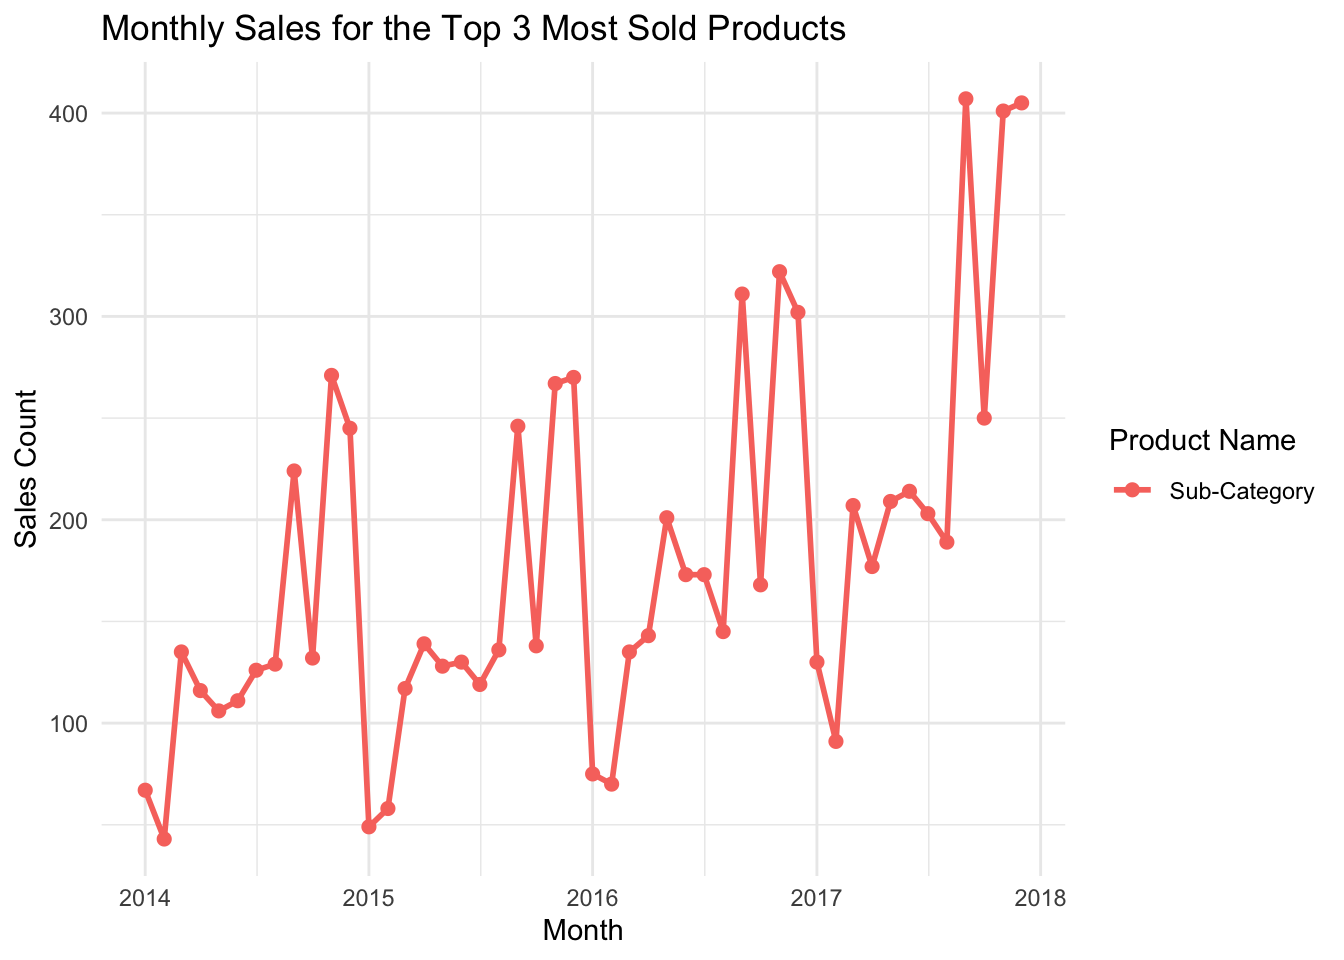 Monthly Sales for the Top 3 Most Sold Products
400
300
200
100
Sales Count
2014 2015 2016 2017 2018
Month
Product Name
Sub-Category